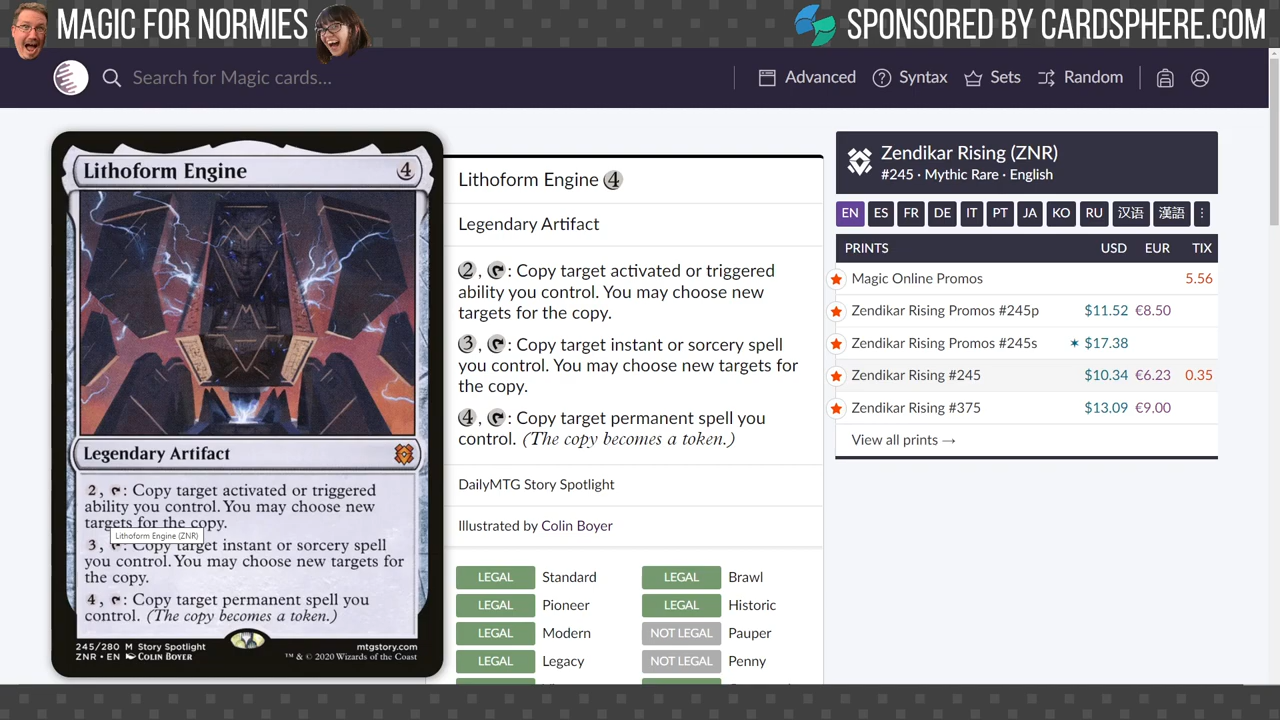 MAGIC FOR NORMIES
SPONSORED BY CARDSPHERE.COM
Search for Magic cards...
Advanced
Syntax
Sets
Random
Lithoform Engine 4
Legendary Artifact
2, : Copy target activated or triggered
ability you control. You may choose new
targets for the copy.
Lithoform Engine (ZNR)
3, : Copy target instant or sorcery spell
you control. You may choose new targets for
the copy.
4, : Copy target permanent spell you
control. (The copy becomes a token.)
245/280 M Story Spotlight
ZNR • EN Colin Boyer
mtgstory.com
™ & © 2020 Wizards of the Coast
Lithoform Engine 4
Legendary Artifact
2, : Copy target activated or triggered
ability you control. You may choose new
targets for the copy.
3, : Copy target instant or sorcery spell
you control. You may choose new targets for
the copy.
4, : Copy target permanent spell you
control. (The copy becomes a token.)
DailyMTG Story Spotlight
Illustrated by Colin Boyer
LEGAL Standard LEGAL Brawl
LEGAL Pioneer LEGAL Historic
LEGAL Modern NOT LEGAL Pauper
LEGAL Legacy NOT LEGAL Penny
Zendikar Rising (ZNR)
#245 · Mythic Rare · English
EN ES FR DE IT PT JA KO RU 汉语 漢語
PRINTS USD EUR TIX
Magic Online Promos 5.56
Zendikar Rising Promos #245p $11.52 €8.50
Zendikar Rising Promos #245s $17.38
Zendikar Rising #245 $10.34 €6.23 0.35
Zendikar Rising #375 $13.09 €9.00
View all prints →